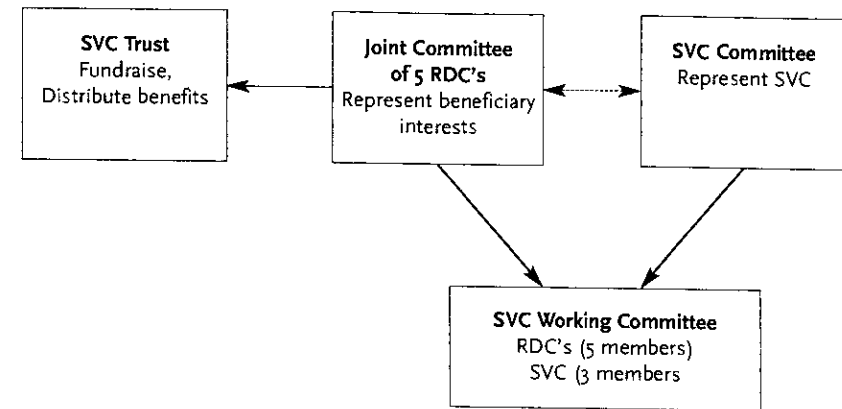 SVC Trust
Fundraise,
Distribute benefits
Joint Committee
of 5 RDC's
Represent beneficiary
interests
SVC Committee
Represent SVC
SVC Working Committee
RDC's (5 members)
SVC (3 members